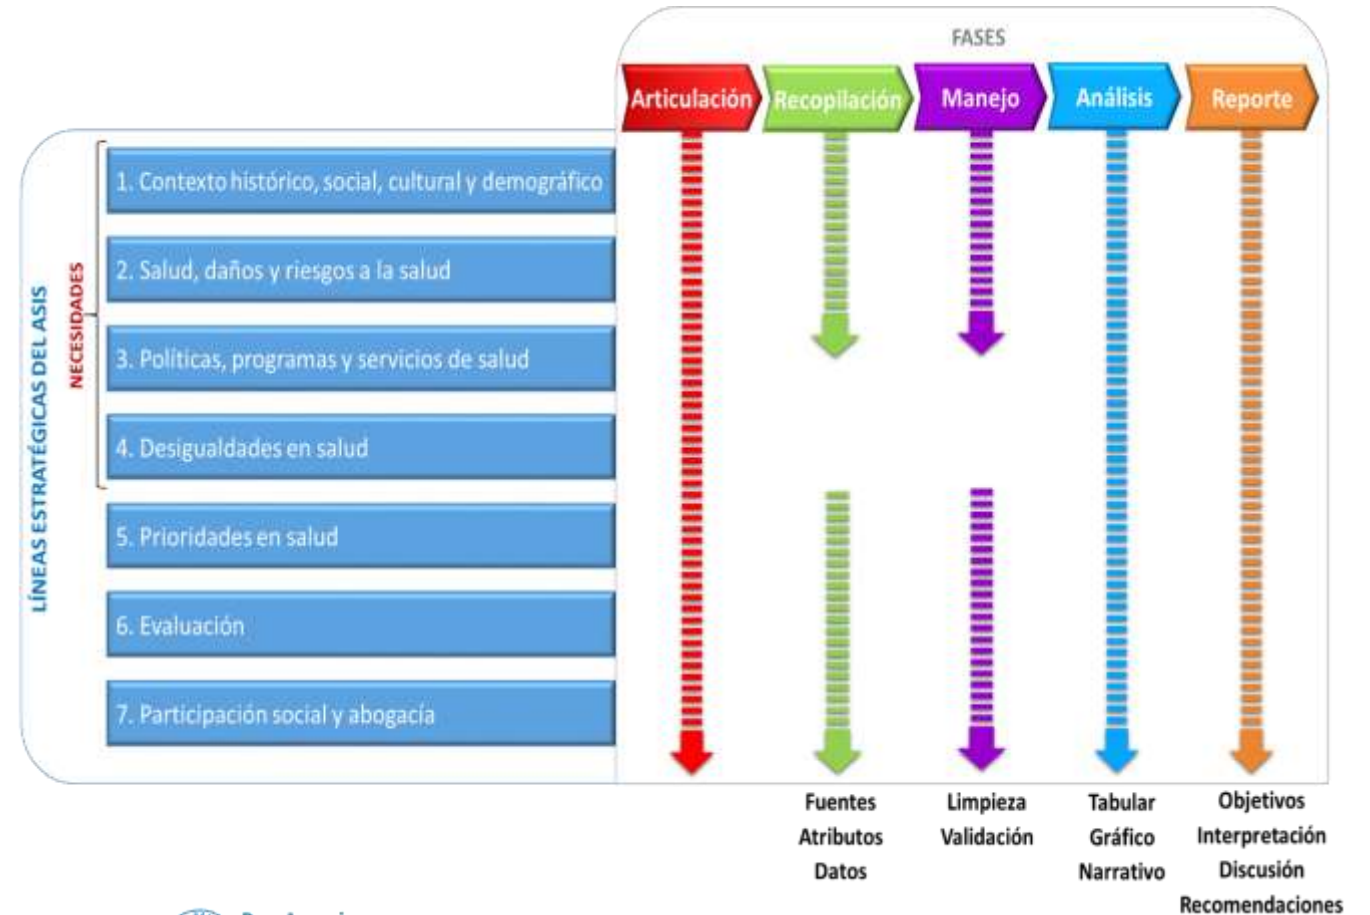 FASES
Articulación
Recopilación
Manejo
Análisis
Reporte
LÍNEAS ESTRATÉGICAS DEL ASIS
NECESIDADES
1. Contexto histórico, social, cultural y demográfico
2. Salud, daños y riesgos a la salud
3. Políticas, programas y servicios de salud
4. Desigualdades en salud
5. Prioridades en salud
6. Evaluación
7. Participación social y abogacía
Fuentes
Atributos
Datos
Limpieza
Validación
Tabular
Gráfico
Narrativo
Objetivos
Interpretación
Discusión
Recomendaciones